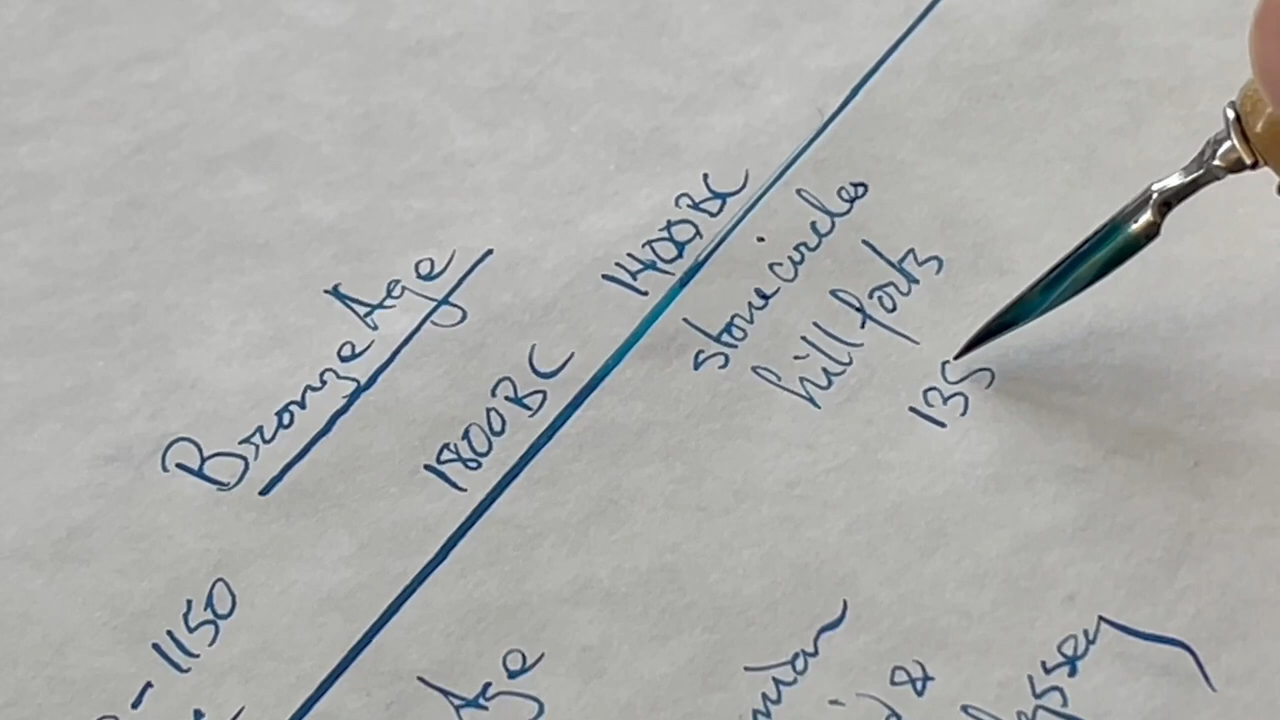 Bronze Age
1800BC
1400BC
stone circles
hill forts
135
- 1150
Age
&